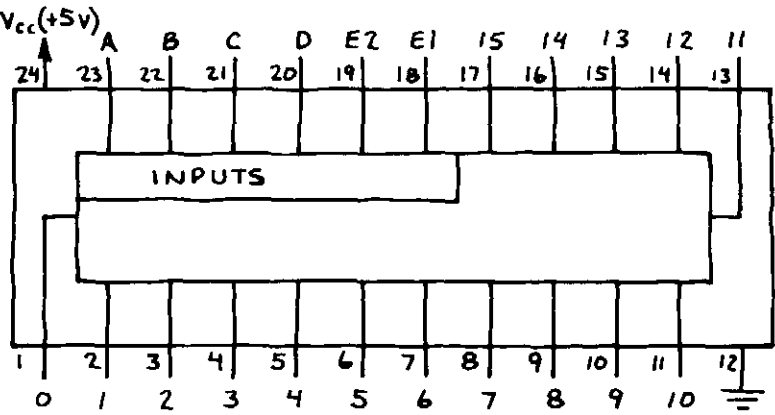 Vcc(+5V) A B C D E2 E1 15 14 13 12 11
24 23 22 21 20 19 18 17 16 15 14 13
INPUTS
1 2 3 4 5 6 7 8 9 10 11 12
0 1 2 3 4 5 6 7 8 9 10